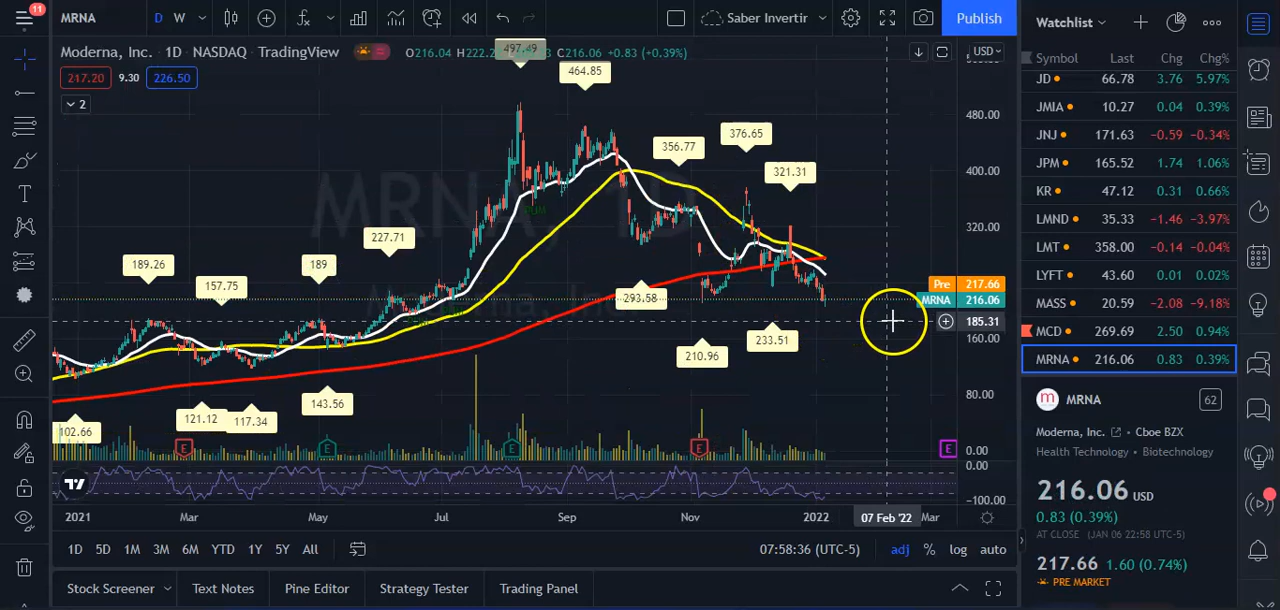 11
MRNA
D W
Saber Invertir
Publish
Watchlist
Moderna, Inc. · 1D · NASDAQ · TradingView
O216.04 H222.2 C216.06 +0.83 (+0.39%)
USD
217.20 9.30 226.50
2
Symbol Last Chg Chg%
JD 66.78 3.76 5.97%
JMIA 10.27 0.04 0.39%
JNJ 171.63 −0.59 −0.34%
JPM 165.52 1.74 1.06%
KR 47.12 0.31 0.66%
LMND 35.33 −1.46 −3.97%
LMT 358.00 −0.14 −0.04%
LYFT 43.60 0.01 0.02%
MASS 20.59 −2.08 −9.18%
MCD 269.69 2.50 0.94%
MRNA 216.06 0.83 0.39%
497.49
464.85
376.65
356.77
321.31
227.71
189.26
157.75
189
293.58
210.96
233.51
143.56
121.12
117.34
102.66
MRNA, 1D
Moderna, Inc.
480.00
400.00
320.00
Pre 217.66
MRNA 216.06
185.31
160.00
80.00
0.00
0.00
−100.00
E E E E E
2021 Mar May Jul Sep Nov 2022 07 Feb '22 Mar
1D 5D 1M 3M 6M YTD 1Y 5Y All
07:58:36 (UTC-5) adj % log auto
Stock Screener Text Notes Pine Editor Strategy Tester Trading Panel
MRNA
62
Moderna, Inc. · Cboe BZX
Health Technology · Biotechnology
216.06 USD
0.83 (0.39%)
AT CLOSE (JAN 06 22:58 UTC-5)
217.66 1.60 (0.74%)
PRE MARKET